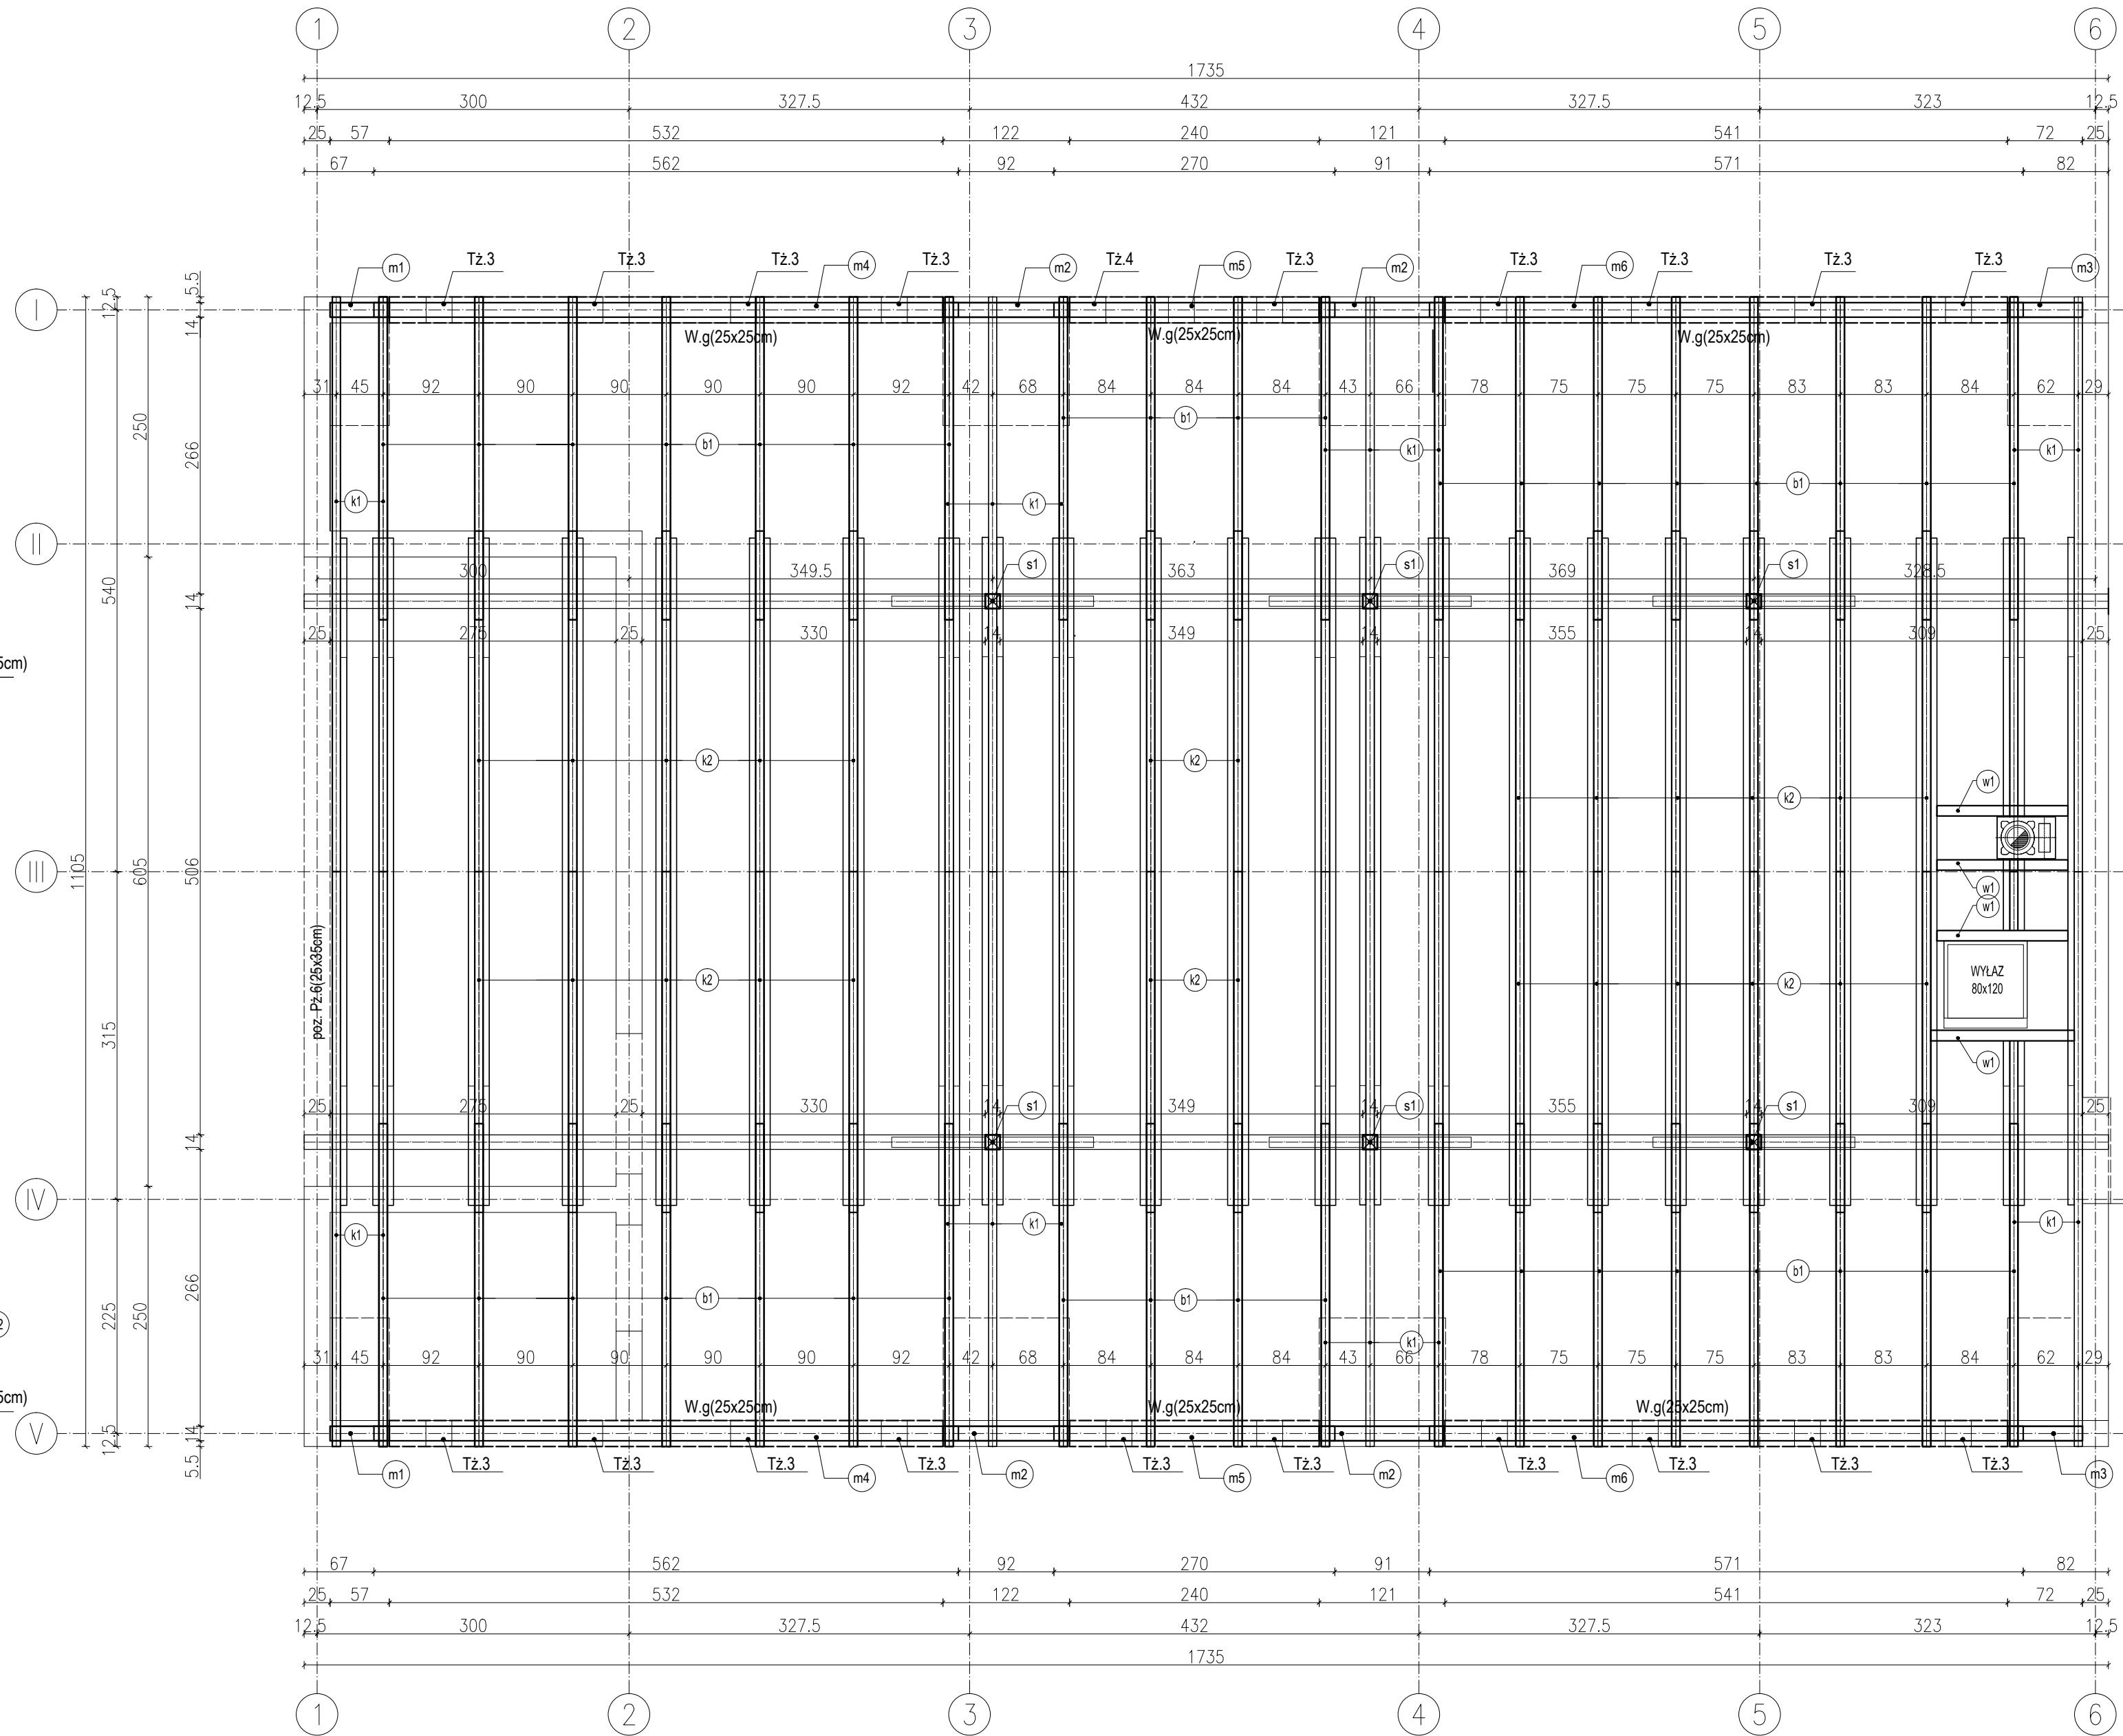 1 2 3 4 5 6
1735
12.5 300 327.5 432 327.5 323 12.5
25 57 532 122 240 121 541 72 25
67 562 92 270 91 571 82
m1 Tż.3 Tż.3 Tż.3 m4 Tż.3 m2 Tż.4 m5 Tż.3 m2 Tż.3 m6 Tż.3 Tż.3 Tż.3 m3
I 12.5 5.5
14
W.g(25x25cm) W.g(25x25cm) W.g(25x25cm)
31 45 92 90 90 90 90 92 42 68 84 84 84 43 66 78 75 75 75 83 83 84 62 29
250
b1
266 b1 k1 k1
b1
k1 k1
II
300 349.5 s1 363 s1 369 s1 328.5
540 14
25 275 25 330 14 349 14 355 14 309 25
5cm)
k2 k2
w1
k2
III 1105 605 506
w1
w1
poz. Pż.6(25x35cm)
k2 k2 k2
WYŁAZ
80x120
315
w1
25 275 25 330 14 s1 349 14 s1 355 14 s1 309 25
14
IV
k1 k1 k1
266 b1 b1 b1
225 250
2
k1
31 45 92 90 90 90 90 92 42 68 84 84 84 43 66 78 75 75 75 83 83 84 62 29
5cm)
W.g(25x25cm) W.g(25x25cm) W.g(25x25cm)
V 12.5 14
5.5
m1 Tż.3 Tż.3 Tż.3 m4 Tż.3 m2 Tż.3 m5 Tż.3 m2 Tż.3 m6 Tż.3 Tż.3 Tż.3 m3
67 562 92 270 91 571 82
25 57 532 122 240 121 541 72 25
12.5 300 327.5 432 327.5 323 12.5
1735
1 2 3 4 5 6